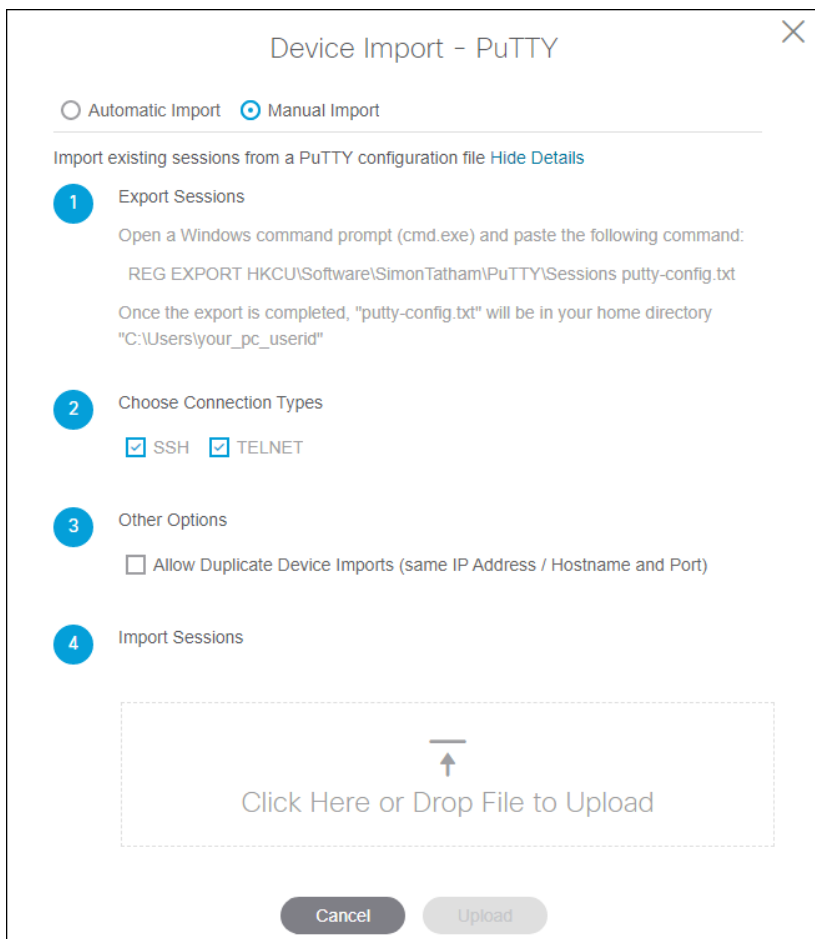 Device Import - PuTTY
Automatic Import Manual Import
Import existing sessions from a PuTTY configuration file Hide Details
1 Export Sessions
Open a Windows command prompt (cmd.exe) and paste the following command:
REG EXPORT HKCU\Software\SimonTatham\PuTTY\Sessions putty-config.txt
Once the export is completed, "putty-config.txt" will be in your home directory
"C:\Users\your_pc_userid"
2 Choose Connection Types
SSH TELNET
3 Other Options
Allow Duplicate Device Imports (same IP Address / Hostname and Port)
4 Import Sessions
Click Here or Drop File to Upload
Cancel Upload